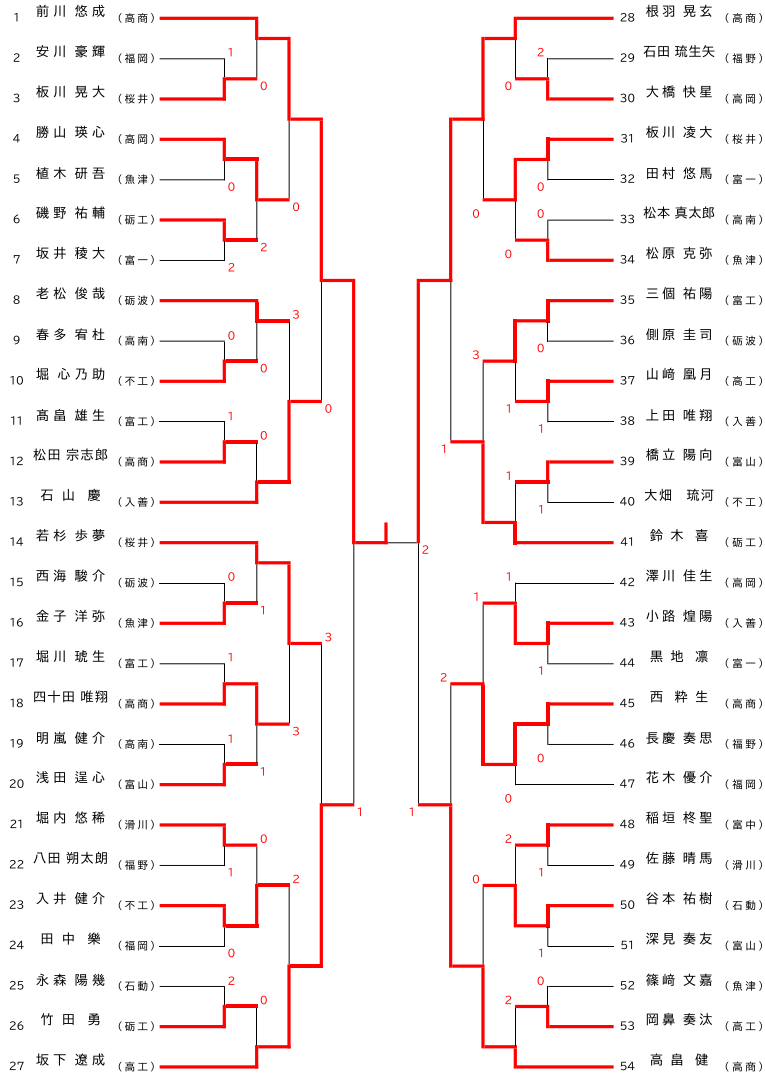 1 前川 悠成 (高商)
2 安川 豪輝 (福岡)
3 板川 晃大 (桜井)
4 勝山 瑛心 (高岡)
5 植木 研吾 (魚津)
6 磯野 祐輔 (砺工)
7 坂井 稜大 (富一)
8 老松 俊哉 (砺波)
9 春多 宥杜 (高南)
10 堀 心乃助 (不工)
11 髙畠 雄生 (富工)
12 松田 宗志郎 (高商)
13 石山 慶 (入善)
14 若杉 歩夢 (桜井)
15 西海 駿介 (砺波)
16 金子 洋弥 (魚津)
17 堀川 琥生 (富工)
18 四十田 唯翔 (高商)
19 明嵐 健介 (高南)
20 浅田 逞心 (富山)
21 堀内 悠稀 (滑川)
22 八田 朔太朗 (福野)
23 入井 健介 (不工)
24 田中 樂 (福岡)
25 永森 陽幾 (石動)
26 竹田 勇 (砺工)
27 坂下 遼成 (高工)
1
0
0
2
0
2
3
0
0
1
0
0
0
1
1
3
1
1
3
0
1
2
0
2
0
1
2
1
28 根羽 晃玄 (高商)
29 石田 琉生矢 (福野)
30 大橋 快星 (高岡)
31 板川 凌大 (桜井)
32 田村 悠馬 (富一)
33 松本 真太郎 (高南)
34 松原 克弥 (魚津)
35 三個 祐陽 (富工)
36 側原 圭司 (砺波)
37 山﨑 凰月 (高工)
38 上田 唯翔 (入善)
39 橋立 陽向 (富山)
40 大畑 琉河 (不工)
41 鈴木 喜 (砺工)
42 澤川 佳生 (高岡)
43 小路 煌陽 (入善)
44 黒地 凛 (富一)
45 西 粋生 (高商)
46 長慶 奏思 (福野)
47 花木 優介 (福岡)
48 稲垣 柊聖 (富中)
49 佐藤 晴馬 (滑川)
50 谷本 祐樹 (石動)
51 深見 奏友 (富山)
52 篠﨑 文嘉 (魚津)
53 岡鼻 奏汰 (高工)
54 高畠 健 (高商)
2
0
0
0
0
0
3
0
1
1
1
1
1
2
1
1
1
2
0
0
2
1
0
1
0
2
1